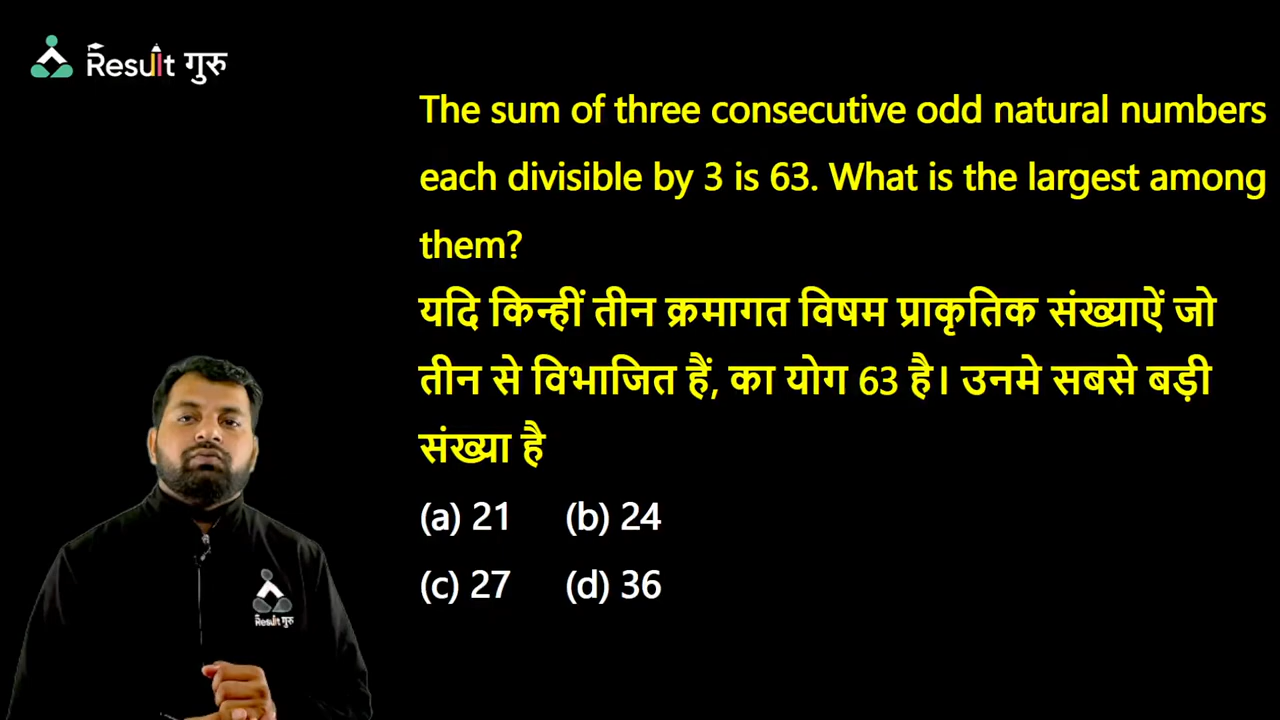 Result गुरु
The sum of three consecutive odd natural numbers
each divisible by 3 is 63. What is the largest among
them?
यदि किन्हीं तीन क्रमागत विषम प्राकृतिक संख्याऐं जो
तीन से विभाजित हैं, का योग 63 है। उनमे सबसे बड़ी
संख्या है
(a) 21 (b) 24
(c) 27 (d) 36
Result गुरु